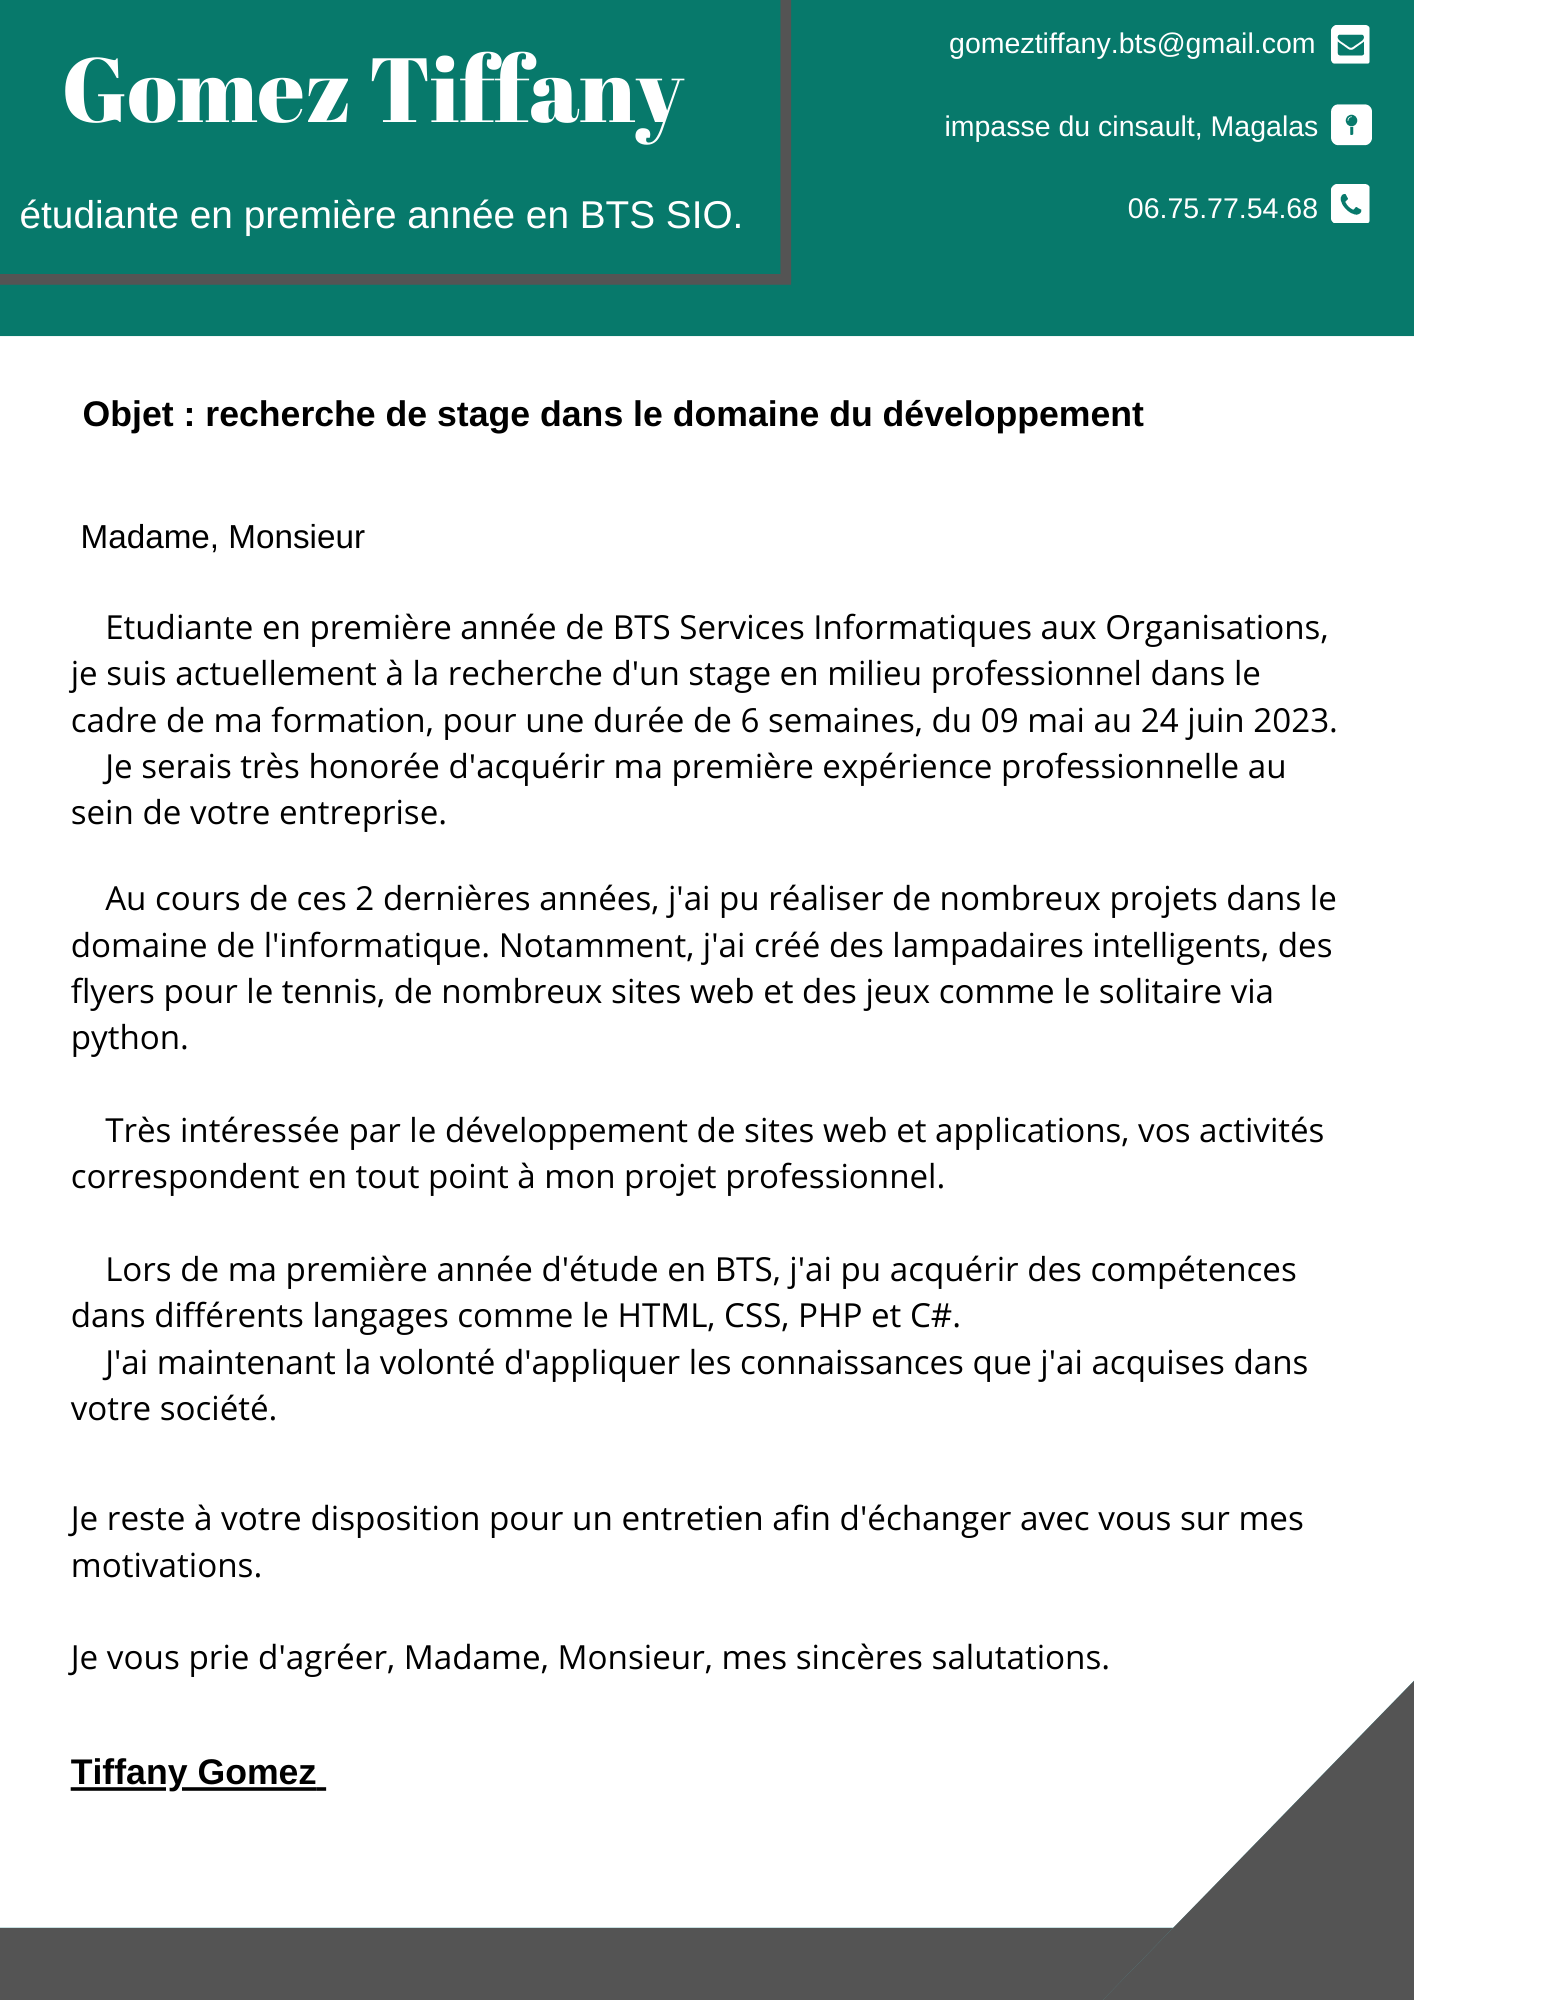 Gomez Tiffany
étudiante en première année en BTS SIO.
gomeztiffany.bts@gmail.com
impasse du cinsault, Magalas
06.75.77.54.68
Objet : recherche de stage dans le domaine du développement
Madame, Monsieur
Etudiante en première année de BTS Services Informatiques aux Organisations,
je suis actuellement à la recherche d'un stage en milieu professionnel dans le
cadre de ma formation, pour une durée de 6 semaines, du 09 mai au 24 juin 2023.
Je serais très honorée d'acquérir ma première expérience professionnelle au
sein de votre entreprise.
Au cours de ces 2 dernières années, j'ai pu réaliser de nombreux projets dans le
domaine de l'informatique. Notamment, j'ai créé des lampadaires intelligents, des
flyers pour le tennis, de nombreux sites web et des jeux comme le solitaire via
python.
Très intéressée par le développement de sites web et applications, vos activités
correspondent en tout point à mon projet professionnel.
Lors de ma première année d'étude en BTS, j'ai pu acquérir des compétences
dans différents langages comme le HTML, CSS, PHP et C#.
J'ai maintenant la volonté d'appliquer les connaissances que j'ai acquises dans
votre société.
Je reste à votre disposition pour un entretien afin d'échanger avec vous sur mes
motivations.
Je vous prie d'agréer, Madame, Monsieur, mes sincères salutations.
Tiffany Gomez